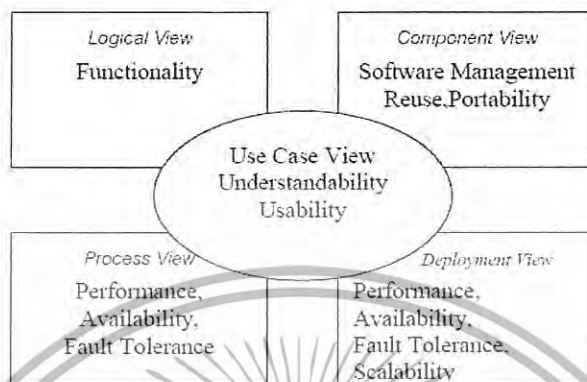 Logical View
Functionality
Component View
Software Management
Reuse,Portability
Use Case View
Understandability
Usability
Process View
Performance,
Availability,
Fault Tolerance
Deployment View
Performance,
Availability,
Fault Tolerance,
Scalability